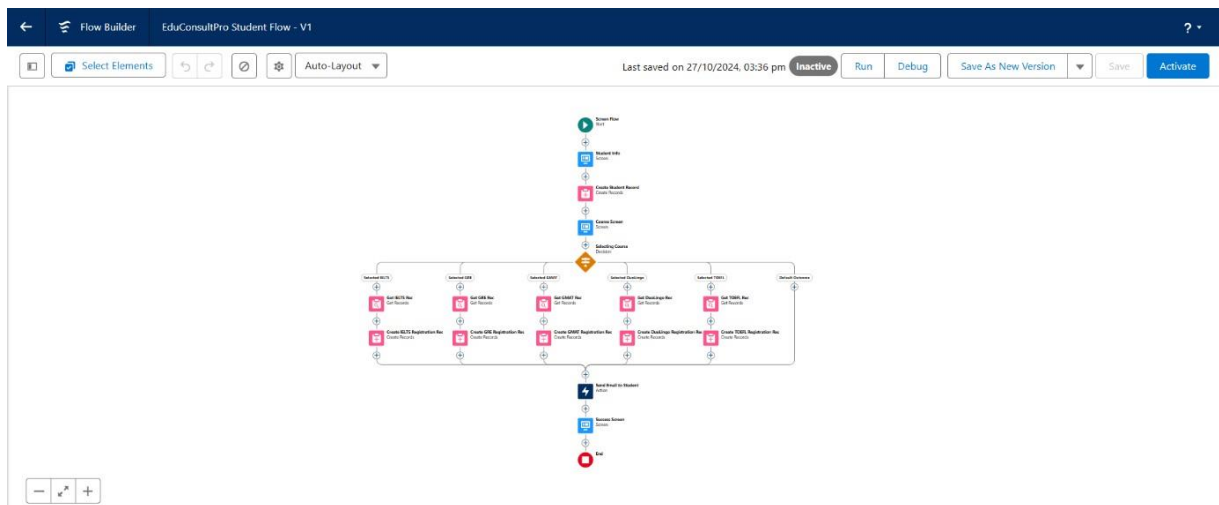 Flow Builder EduConsultPro Student Flow - V1 ?
Select Elements Auto-Layout Last saved on 27/10/2024, 03:36 pm Inactive Run Debug Save As New Version Save Activate
Screen Flow
Start
Student Info
Screen
Create Student Record
Create Records
Course Screen
Screen
Selecting Course
Decision
Selected IELTS Selected GRE Selected GMAT Selected DuoLingo Selected TOEFL Default Outcome
Get IELTS Rec Get GRE Rec Get GMAT Rec Get DuoLingo Rec Get TOEFL Rec
Get Records Get Records Get Records Get Records Get Records
Create IELTS Registration Rec Create GRE Registration Rec Create GMAT Registration Rec Create DuoLingo Registration Rec Create TOEFL Registration Rec
Create Records Create Records Create Records Create Records Create Records
Send Email to Student
Action
Success Screen
Screen
End